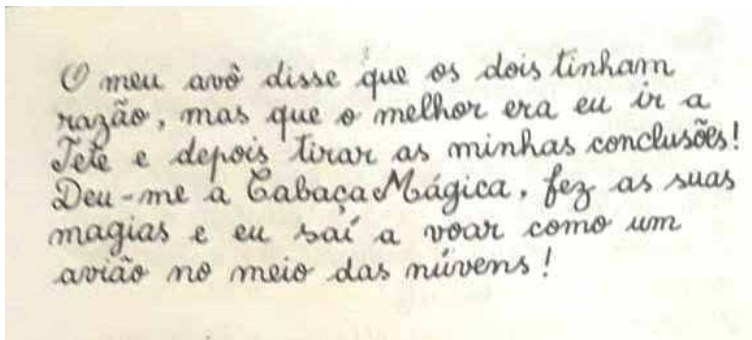 O meu avô disse que os dois tinham
razão, mas que o melhor era eu ir a
Tete e depois tirar as minhas conclusões!
Deu-me a Cabaça Mágica, fez as suas
magias e eu saí a voar como um
avião no meio das núvens!